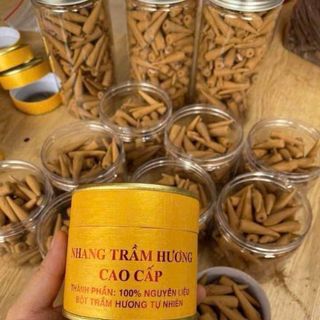 NHANG TRẦM HƯƠNG
CAO CẤP
THÀNH PHẦN: 100% NGUYÊN LIỆU
BỘT TRẦM HƯƠNG TỰ NHIÊN